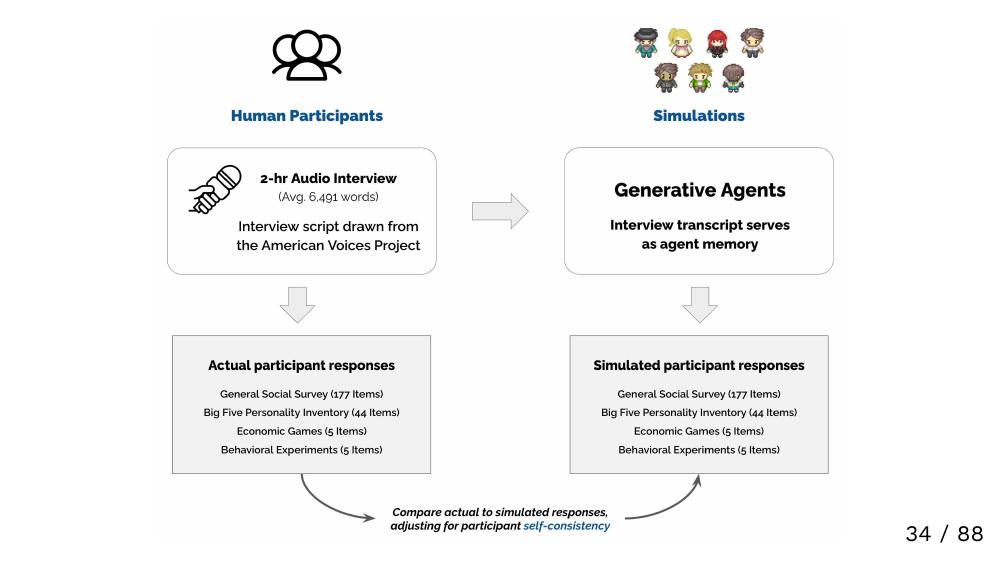 Human Participants
2-hr Audio Interview
(Avg. 6,491 words)
Interview script drawn from
the American Voices Project
Actual participant responses
General Social Survey (177 Items)
Big Five Personality Inventory (44 Items)
Economic Games (5 Items)
Behavioral Experiments (5 Items)
Simulations
Generative Agents
Interview transcript serves
as agent memory
Simulated participant responses
General Social Survey (177 Items)
Big Five Personality Inventory (44 Items)
Economic Games (5 Items)
Behavioral Experiments (5 Items)
Compare actual to simulated responses,
adjusting for participant self-consistency
34 / 88